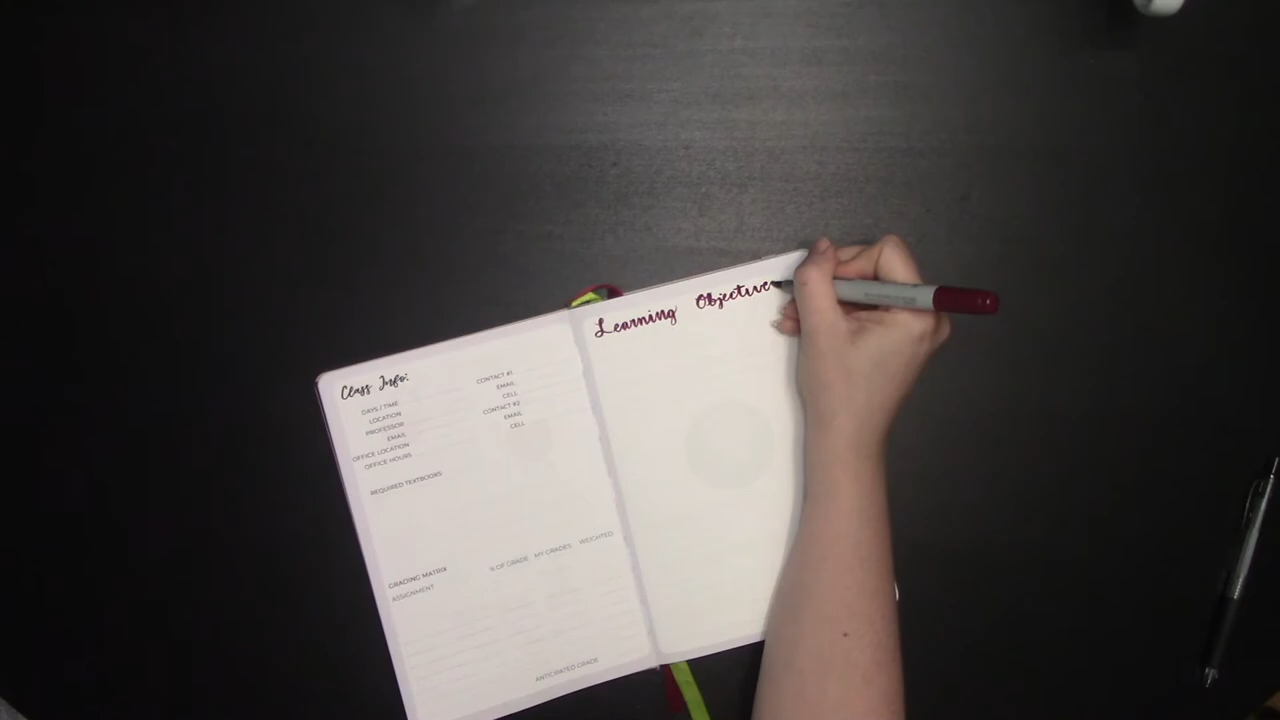 Class Info:
DAYS / TIME
LOCATION
PROFESSOR
EMAIL
OFFICE LOCATION
OFFICE HOURS
CONTACT #1
EMAIL
CELL
CONTACT #2
EMAIL
CELL
REQUIRED TEXTBOOKS
GRADING MATRIX
ASSIGNMENT % OF GRADE MY GRADES WEIGHTED
ANTICIPATED GRADE
Learning Objective